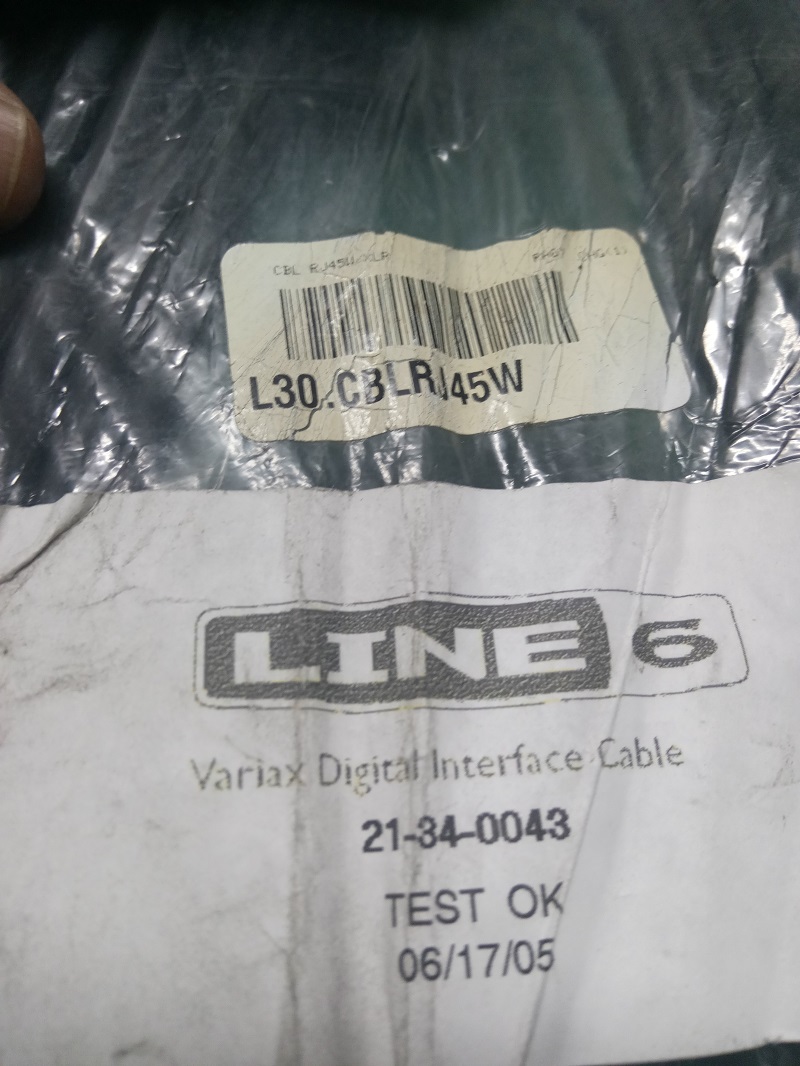 CBL RJ45W/XLR
L30.CBLRJ45W
LINE 6
Variax Digital Interface Cable
21-34-0043
TEST OK
06/17/05